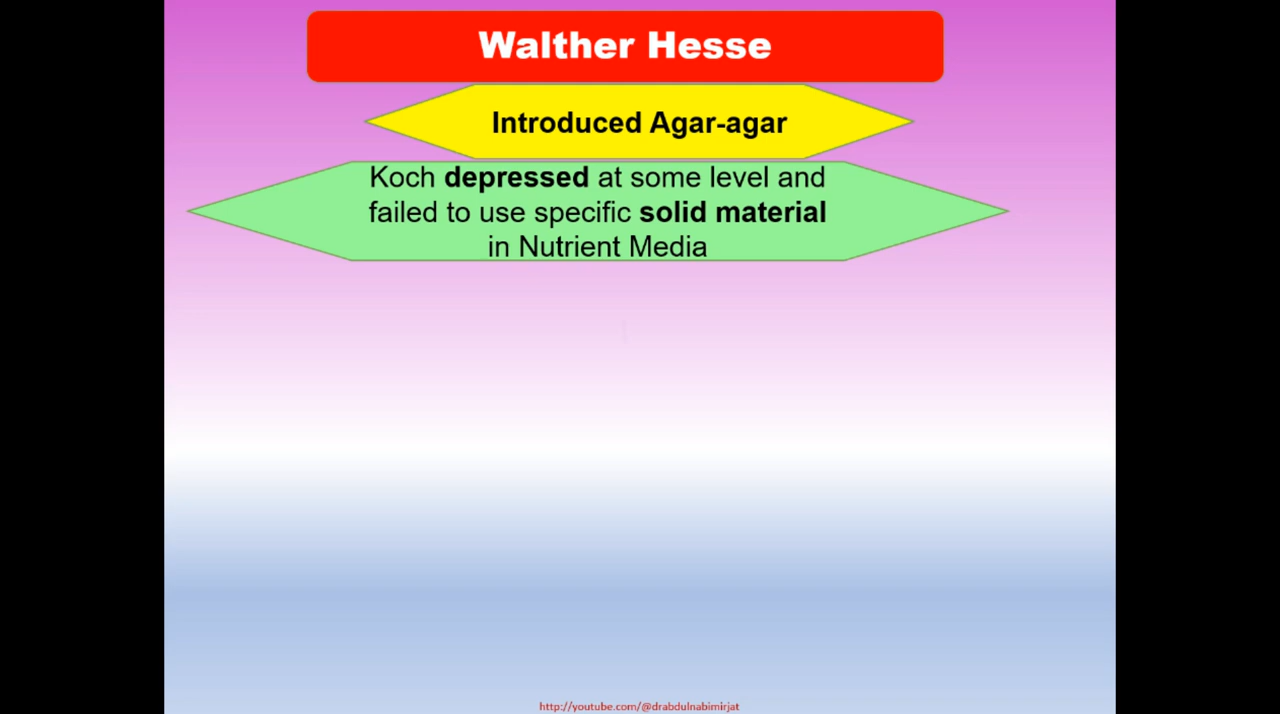 Walther Hesse
Introduced Agar-agar
Koch depressed at some level and
failed to use specific solid material
in Nutrient Media
http://youtube.com/@drabdulnabimirjat